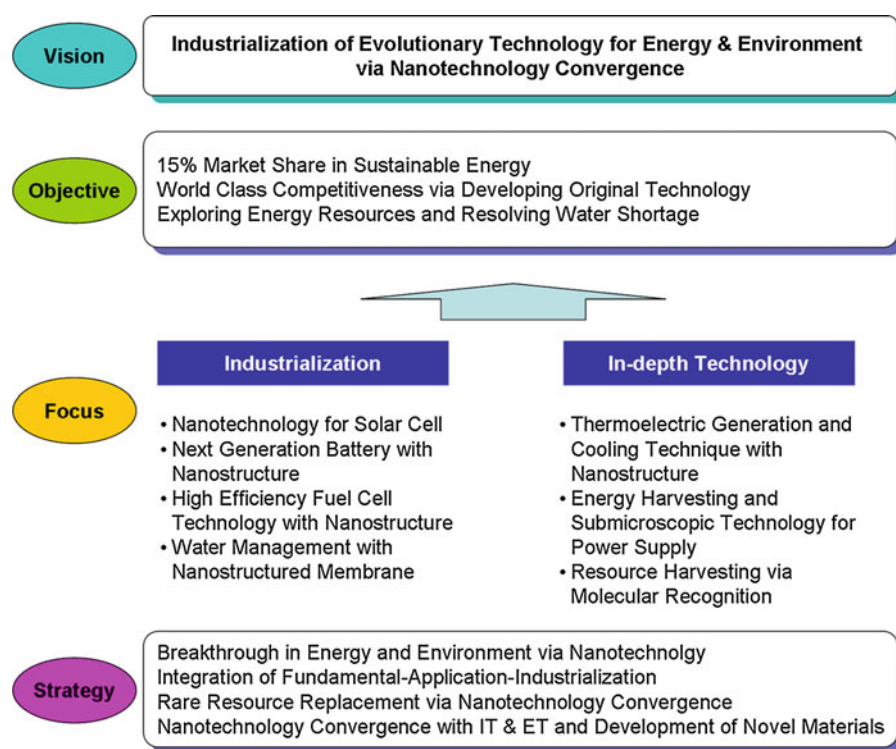 Vision
Industrialization of Evolutionary Technology for Energy & Environment
via Nanotechnology Convergence
Objective
15% Market Share in Sustainable Energy
World Class Competitiveness via Developing Original Technology
Exploring Energy Resources and Resolving Water Shortage
Focus
Industrialization
• Nanotechnology for Solar Cell
• Next Generation Battery with
Nanostructure
• High Efficiency Fuel Cell
Technology with Nanostructure
• Water Management with
Nanostructured Membrane
In-depth Technology
• Thermoelectric Generation and
Cooling Technique with
Nanostructure
• Energy Harvesting and
Submicroscopic Technology for
Power Supply
• Resource Harvesting via
Molecular Recognition
Strategy
Breakthrough in Energy and Environment via Nanotechnolgy
Integration of Fundamental-Application-Industrialization
Rare Resource Replacement via Nanotechnology Convergence
Nanotechnology Convergence with IT & ET and Development of Novel Materials